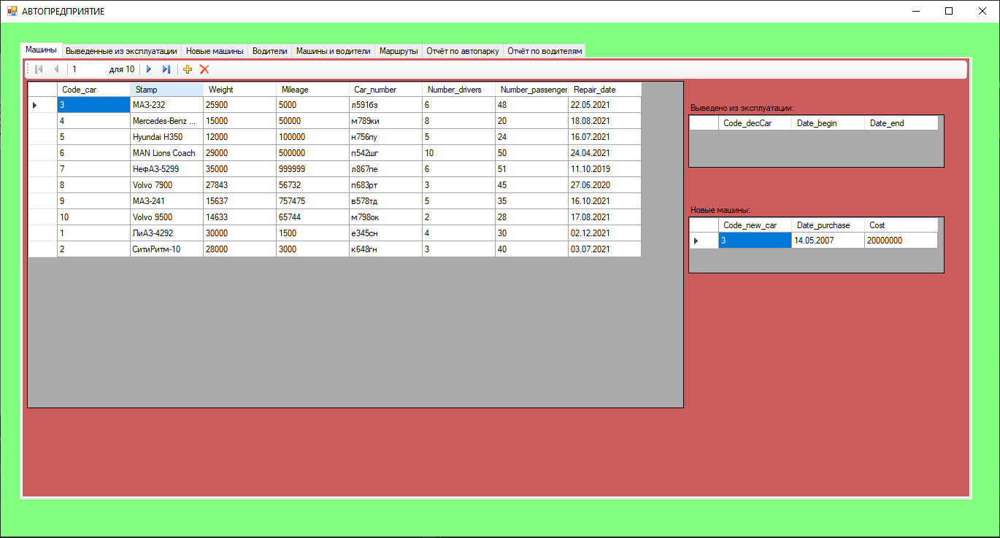 АВТОПРЕДПРИЯТИЕ
Машины Выведенные из эксплуатации Новые машины Водители Машины и водители Маршруты Отчёт по автопарку Отчёт по водителям
1 для 10
Code_car Stamp Weight Mileage Car_number Number_drivers Number_passenger Repair_date
3 МАЗ-232 25900 5000 л591бз 6 48 22.05.2021
4 Mercedes-Benz ... 15000 50000 м789ки 8 20 18.08.2021
5 Hyundai H350 12000 100000 н756пу 5 24 16.07.2021
6 MAN Lions Coach 29000 500000 п542шг 10 50 24.04.2021
7 НефАЗ-5299 35000 999999 л867пе 6 51 11.10.2019
8 Volvo 7900 27843 56732 п683рт 3 45 27.06.2020
9 МАЗ-241 15637 757475 в578тд 5 35 16.10.2021
10 Volvo 9500 14633 65744 м798ок 2 28 17.08.2021
1 ЛиАЗ-4292 30000 1500 е345сн 4 30 02.12.2021
2 СитиРитм-10 28000 3000 к648гн 3 40 03.07.2021
Выведено из эксплуатации:
Code_decCar Date_begin Date_end
Новые машины:
Code_new_car Date_purchase Cost
3 14.05.2007 20000000